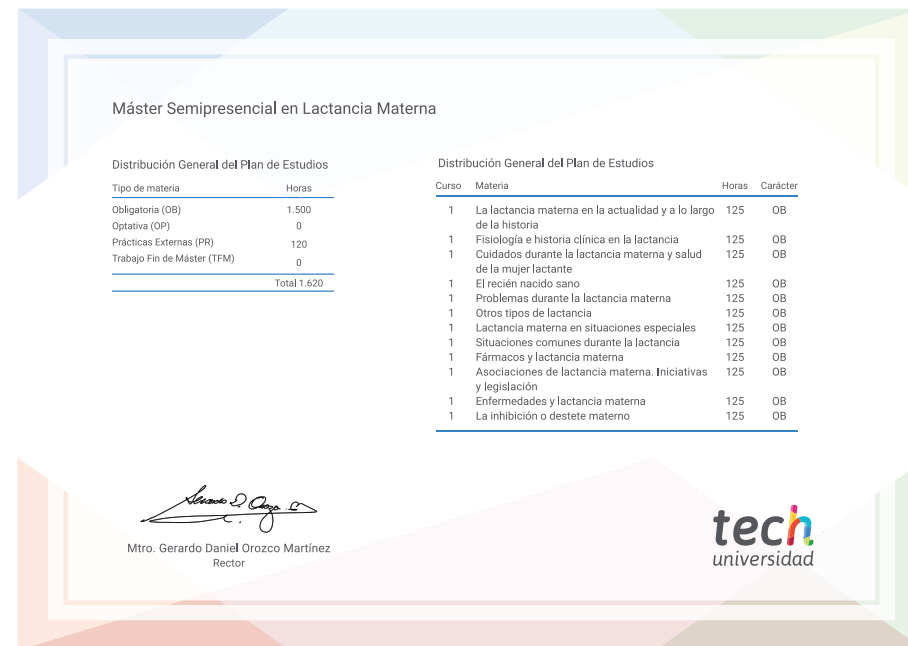 Máster Semipresencial en Lactancia Materna
Distribución General del Plan de Estudios
Tipo de materia Horas
Obligatoria (OB) 1.500
Optativa (OP) 0
Prácticas Externas (PR) 120
Trabajo Fin de Máster (TFM) 0
Total 1.620
Distribución General del Plan de Estudios
Curso Materia Horas Carácter
1 La lactancia materna en la actualidad y a lo largo 125 OB
de la historia
1 Fisiología e historia clínica en la lactancia 125 OB
1 Cuidados durante la lactancia materna y salud 125 OB
de la mujer lactante
1 El recién nacido sano 125 OB
1 Problemas durante la lactancia materna 125 OB
1 Otros tipos de lactancia 125 OB
1 Lactancia materna en situaciones especiales 125 OB
1 Situaciones comunes durante la lactancia 125 OB
1 Fármacos y lactancia materna 125 OB
1 Asociaciones de lactancia materna. Iniciativas 125 OB
y legislación
1 Enfermedades y lactancia materna 125 OB
1 La inhibición o destete materno 125 OB
Mtro. Gerardo Daniel Orozco Martínez
Rector
tech
universidad